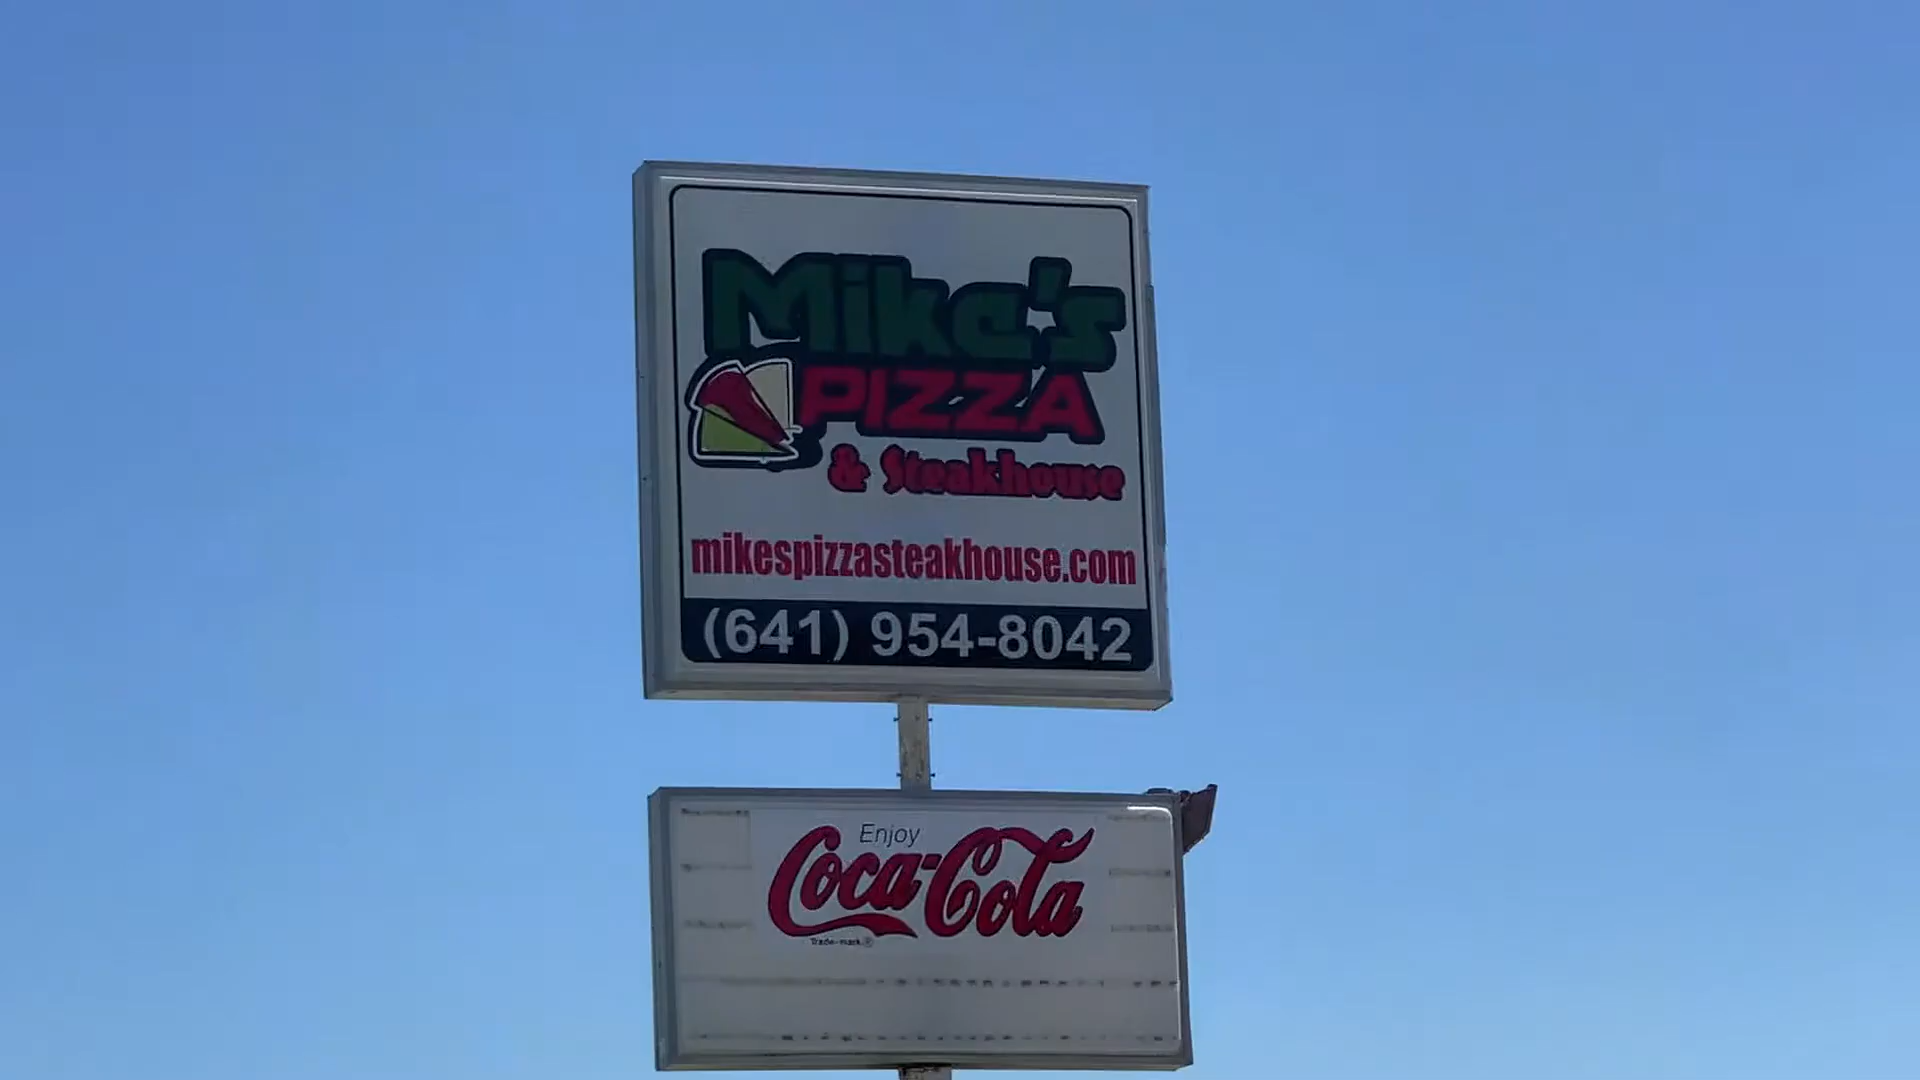 Mike's
PIZZA
& Steakhouse
mikespizzasteakhouse.com
(641) 954-8042
Enjoy
Coca-Cola
Trade-mark®